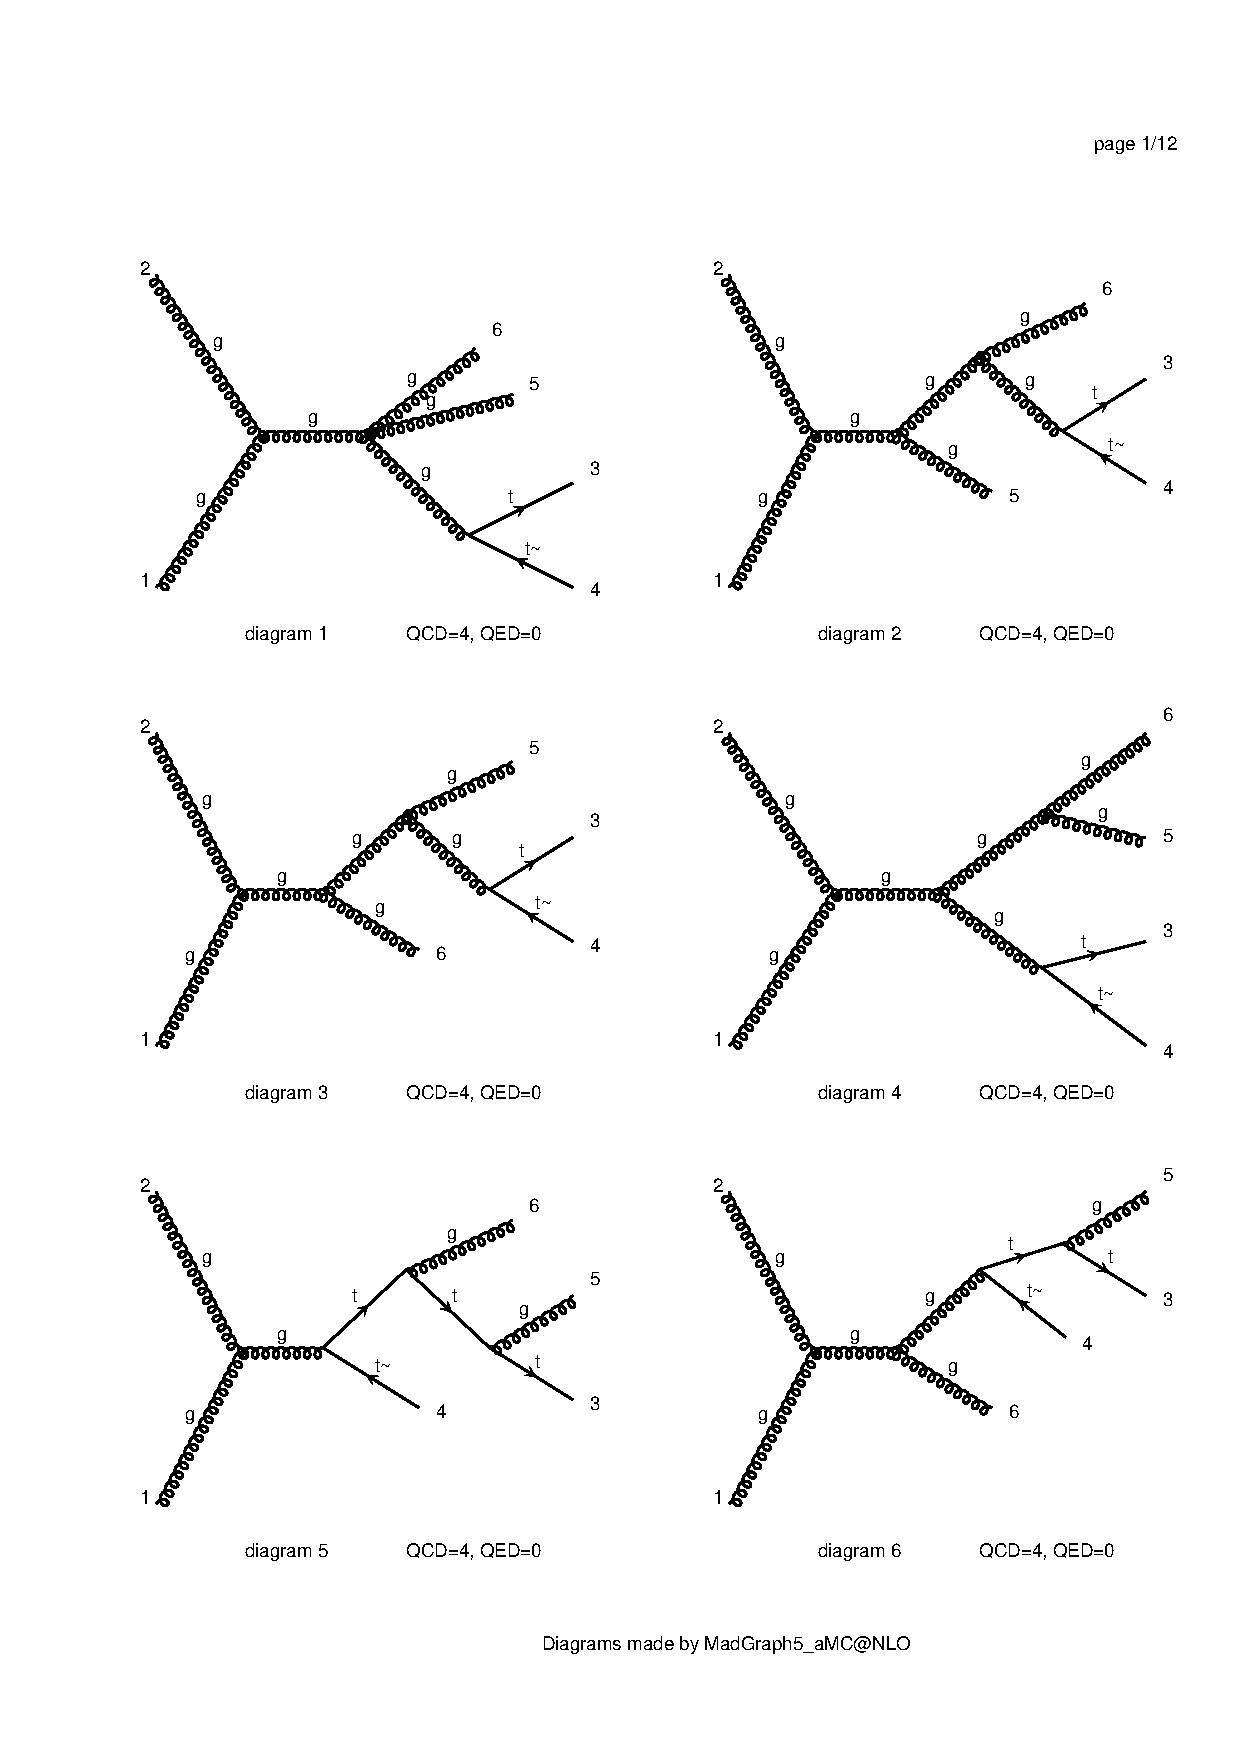 page 1/12
2 g 1 g g g 6 g 5 g t 3 t~ 4
diagram 1 QCD=4, QED=0
2 g 1 g g g g 6 g t 3 t~ 4 g 5
diagram 2 QCD=4, QED=0
2 g 1 g g g g 5 g t 3 t~ 4 g 6
diagram 3 QCD=4, QED=0
2 g 1 g g g g 6 g 5 g t 3 t~ 4
diagram 4 QCD=4, QED=0
2 g 1 g g t g 6 t g 5 t 3 t~ 4
diagram 5 QCD=4, QED=0
2 g 1 g g g t g 5 t 3 t~ 4 g 6
diagram 6 QCD=4, QED=0
Diagrams made by MadGraph5_aMC@NLO